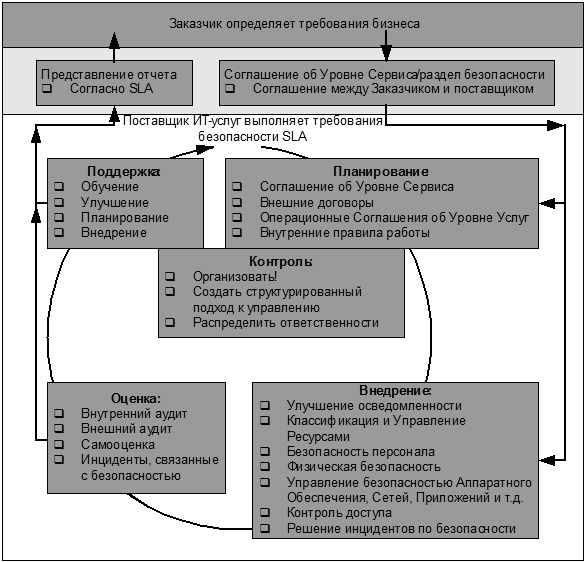 Заказчик определяет требования бизнеса
Представление отчета
❑ Согласно SLA
Соглашение об Уровне Сервиса/раздел безопасности
❑ Соглашение между Заказчиком и поставщиком
Поставщик ИТ-услуг выполняет требования
безопасности SLA
Поддержка:
❑ Обучение
❑ Улучшение
❑ Планирование
❑ Внедрение
Планирование:
❑ Соглашение об Уровне Сервиса
❑ Внешние договоры
❑ Операционные Соглашения об Уровне Услуг
❑ Внутренние правила работы
Контроль:
❑ Организовать!
❑ Создать структурированный
подход к управлению
❑ Распределить ответственности
Оценка:
❑ Внутренний аудит
❑ Внешний аудит
❑ Самооценка
❑ Инциденты, связанные
с безопасностью
Внедрение:
❑ Улучшение осведомленности
❑ Классификация и Управление
Ресурсами
❑ Безопасность персонала
❑ Физическая безопасность
❑ Управление безопасностью Аппаратного
Обеспечения, Сетей, Приложений и т.д.
❑ Контроль доступа
❑ Решение инцидентов по безопасности